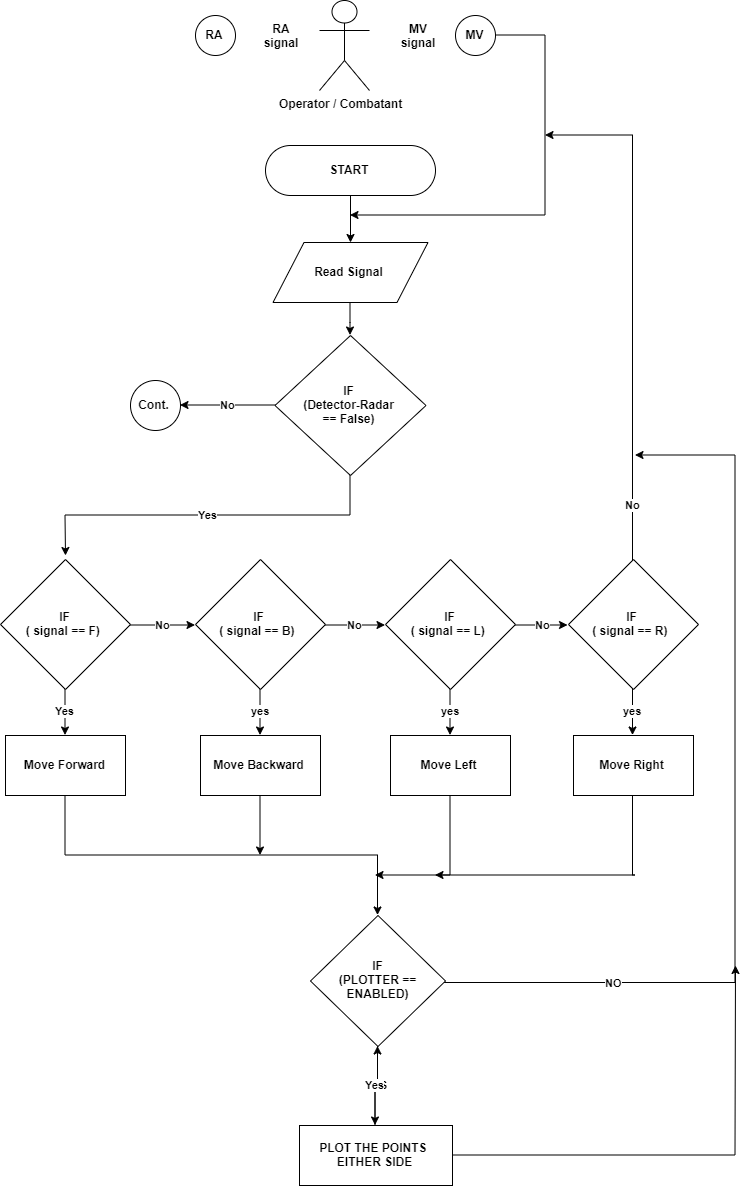 RA
RA
signal
MV
signal
MV
Operator / Combatant
START
Read Signal
IF
(Detector-Radar
== False)
No
Cont.
Yes
No
IF
( signal == F)
No
IF
( signal == B)
No
IF
( signal == L)
No
IF
( signal == R)
Yes
yes
yes
yes
Move Forward
Move Backward
Move Left
Move Right
IF
(PLOTTER ==
ENABLED)
NO
Yes
PLOT THE POINTS
EITHER SIDE